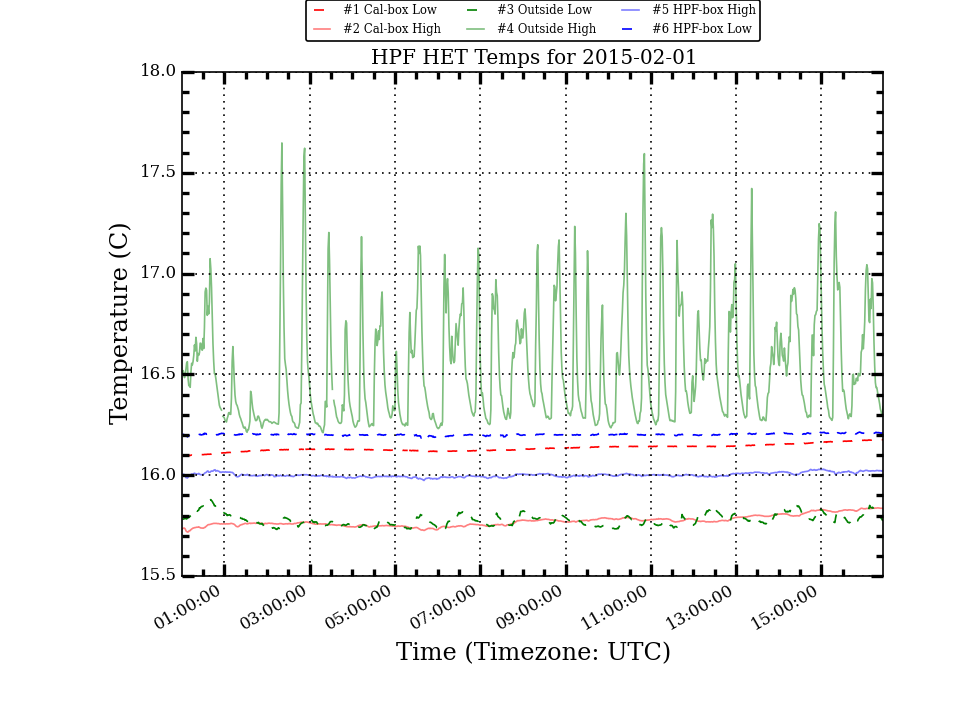 #1 Cal-box Low #3 Outside Low #5 HPF-box High
#2 Cal-box High #4 Outside High #6 HPF-box Low
HPF HET Temps for 2015-02-01
18.0
17.5
17.0
16.5
16.0
15.5
Temperature (C)
01:00:00 03:00:00 05:00:00 07:00:00 09:00:00 11:00:00 13:00:00 15:00:00
Time (Timezone: UTC)